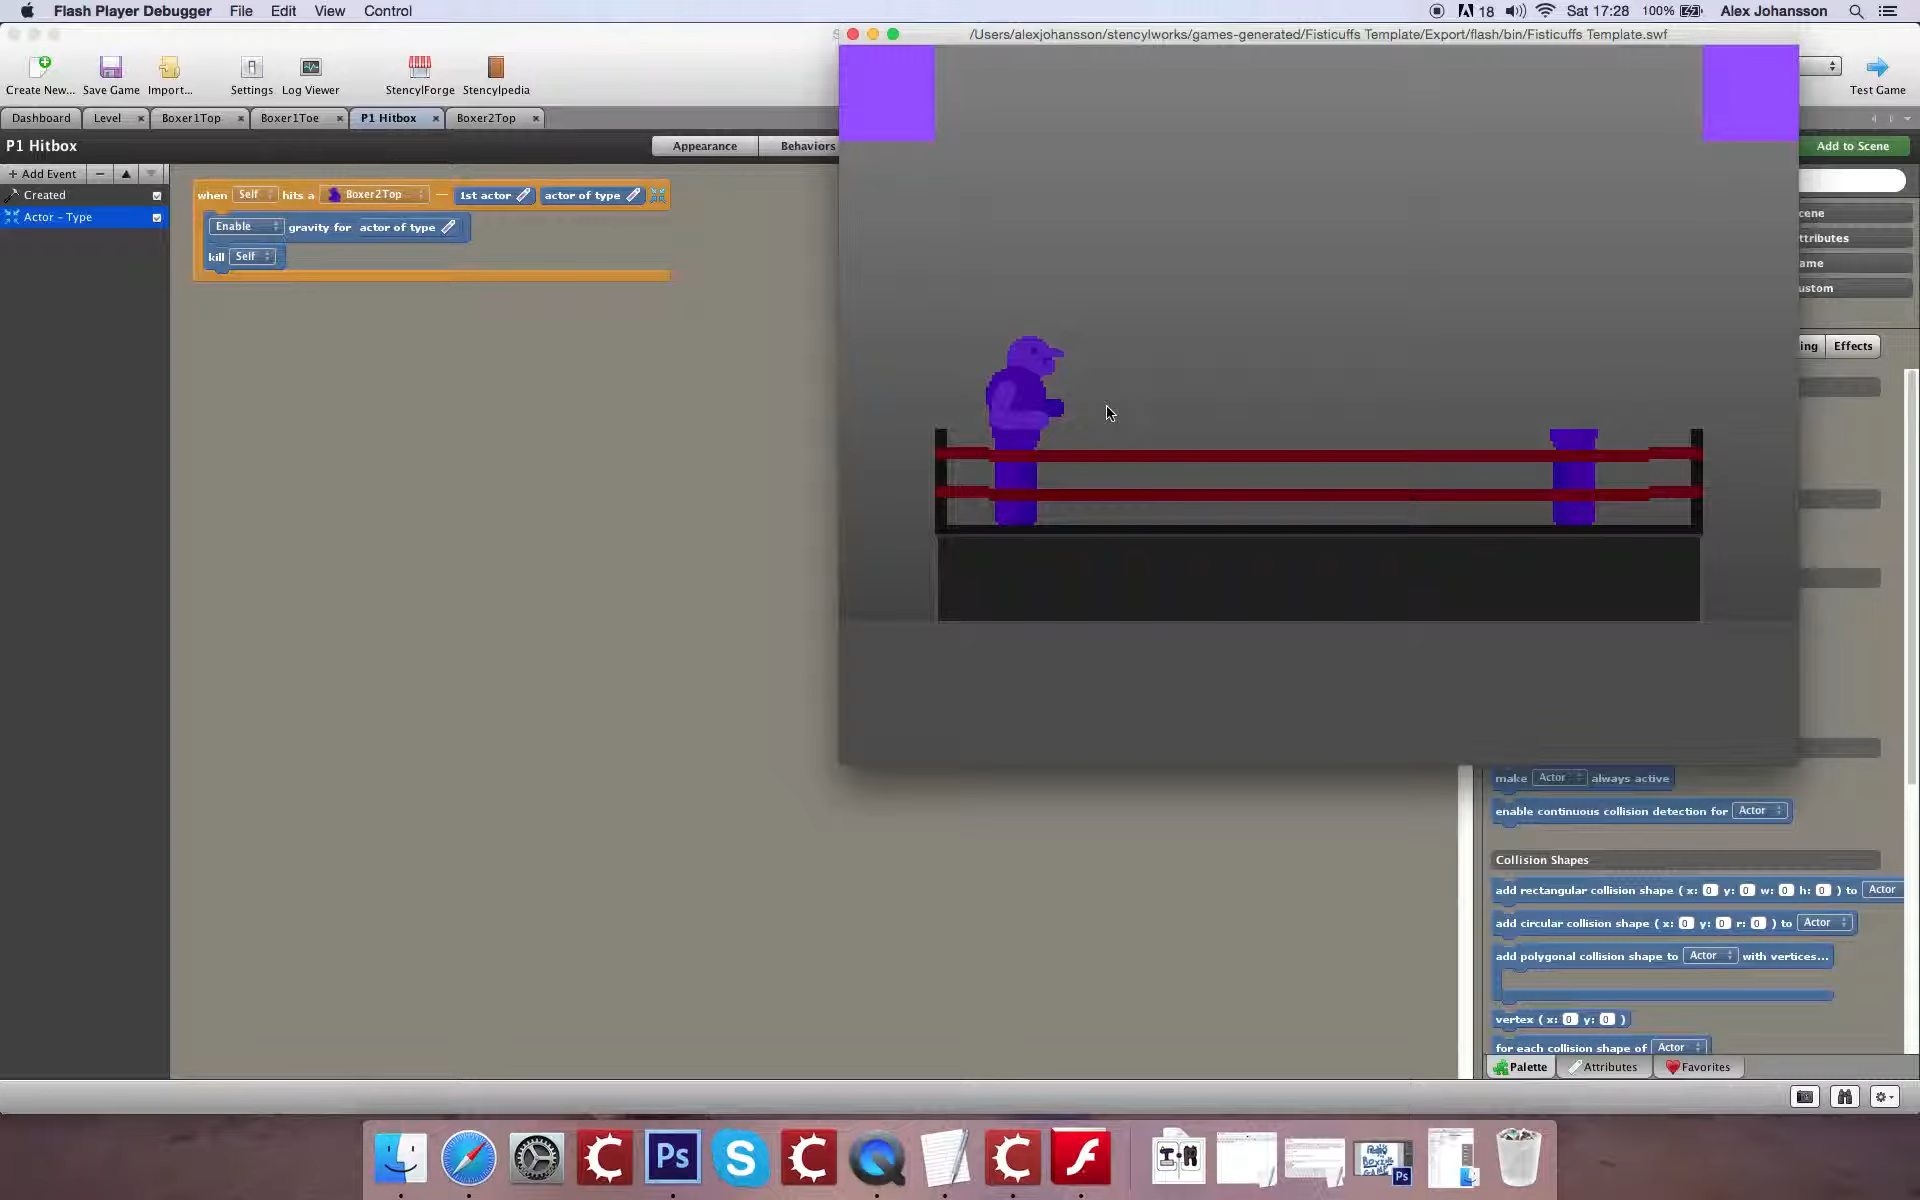 Flash Player Debugger File Edit View Control 18 Sat 17:28 100% Alex Johansson
/Users/alexjohansson/stencylworks/games-generated/Fisticuffs Template/Export/flash/bin/Fisticuffs Template.swf
Create New... Save Game Import... Settings Log Viewer StencylForge Stencylpedia Test Game
Dashboard Level Boxer1Top Boxer1Toe P1 Hitbox Boxer2Top
P1 Hitbox Appearance Behaviors Add to Scene
+ Add Event
Created
Actor - Type
when Self hits a Boxer2Top — 1st actor actor of type
Enable gravity for actor of type
kill Self
cene
ttributes
ame
ustom
ing Effects
make Actor always active
enable continuous collision detection for Actor
Collision Shapes
add rectangular collision shape ( x: 0 y: 0 w: 0 h: 0 ) to Actor
add circular collision shape ( x: 0 y: 0 r: 0 ) to Actor
add polygonal collision shape to Actor with vertices...
vertex ( x: 0 y: 0 )
for each collision shape of Actor
Palette Attributes Favorites
Ps